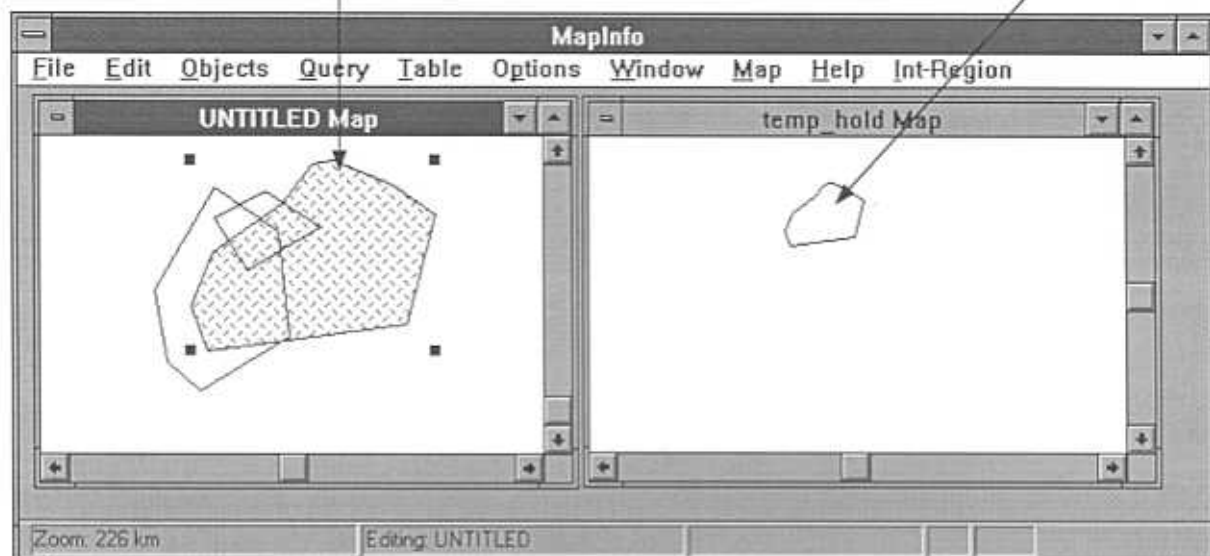 MapInfo
File Edit Objects Query Table Options Window Map Help Int-Region
UNTITLED Map
temp_hold Map
Zoom: 226 km
Editing: UNTITLED